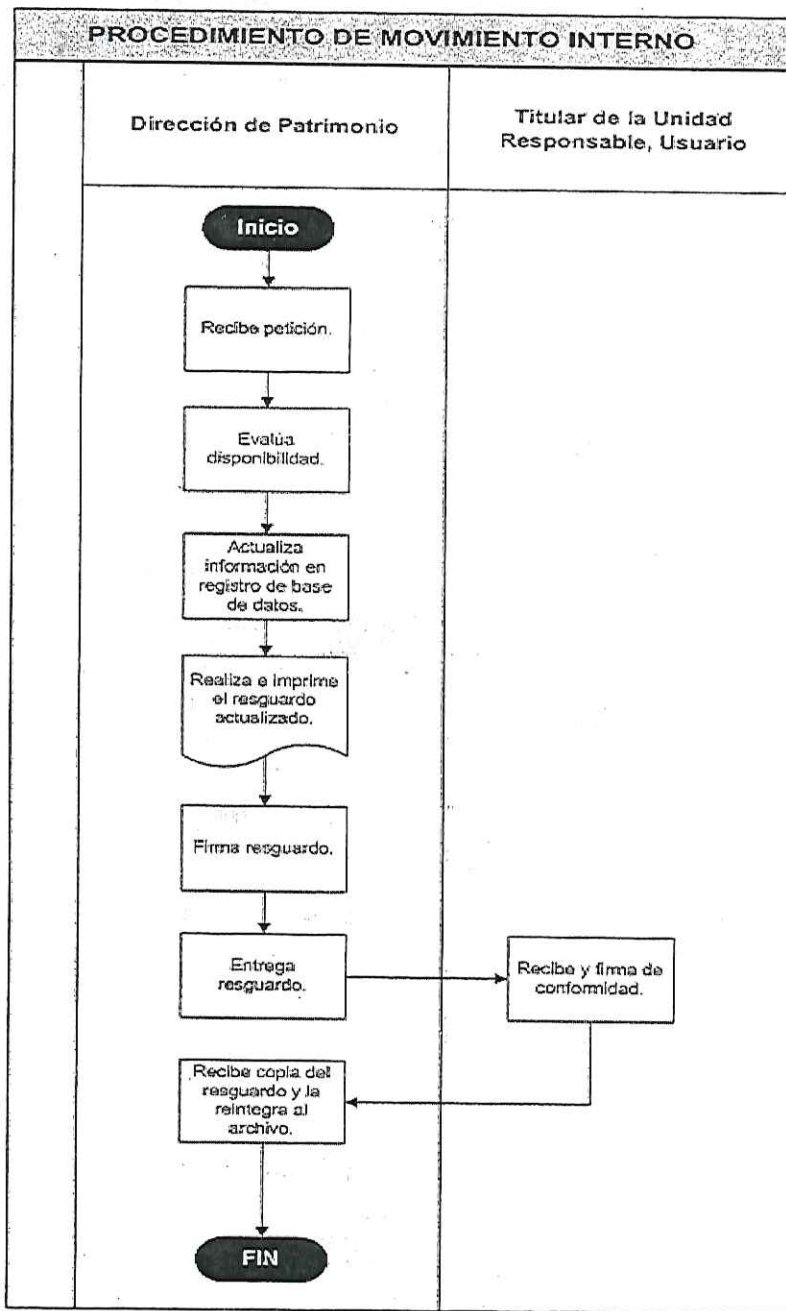 PROCEDIMIENTO DE MOVIMIENTO INTERNO
Dirección de Patrimonio
Titular de la Unidad
Responsable, Usuario
Inicio
Recibe petición.
Evalúa
disponibilidad.
Actualiza
información en
registro de base
de datos.
Realiza e imprime
el resguardo
actualizado.
Firma resguardo.
Entrega
resguardo.
Recibe y firma de
conformidad.
Recibe copia del
resguardo y la
reintegra al
archivo.
FIN